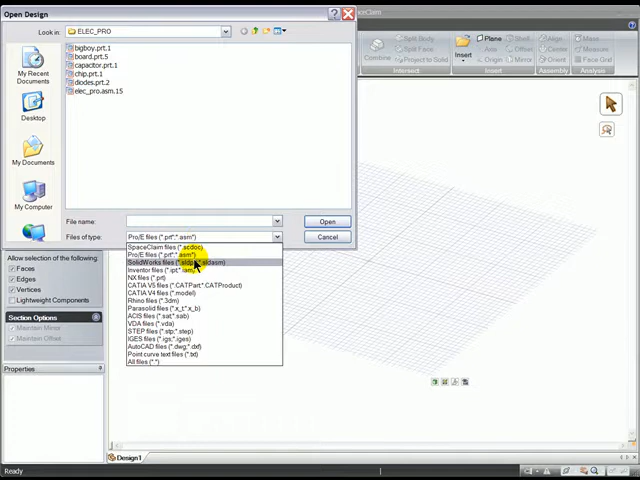 Open Design
SpaceClaim
Look in:
ELEC_PRO
My Recent
Documents
Desktop
My Documents
My Computer
bigboy.prt.1
board.prt.5
capacitor.prt.1
chip.prt.1
diodes.prt.2
elec_pro.asm.15
File name:
Open
Files of type:
Pro/E files (*.prt*;*.asm*)
Cancel
SpaceClaim files (*.scdoc)
Pro/E files (*.prt*;*.asm*)
SolidWorks files (*.sldprt;*.sldasm)
Inventor files (*.ipt;*.iam)
NX files (*.prt)
CATIA V5 files (*.CATPart;*.CATProduct)
CATIA V4 files (*.model)
Rhino files (*.3dm)
Parasolid files (*.x_t;*.x_b)
ACIS files (*.sat;*.sab)
VDA files (*.vda)
STEP files (*.stp;*.step)
IGES files (*.igs;*.iges)
AutoCAD files (*.dwg;*.dxf)
Point curve text files (*.txt)
All files (*.*)
Combine
Split Body
Split Face
Project to Solid
Intersect
Insert
Plane
Axis
Origin
Align
Offset
Mirror
Insert
Align
Assembly
Measure
Face Grid
Analysis
Allow selection of the following
Faces
Edges
Vertices
Lightweight Components
Section Options
Maintain Mirror
Maintain Offset
Properties
Design1
Ready